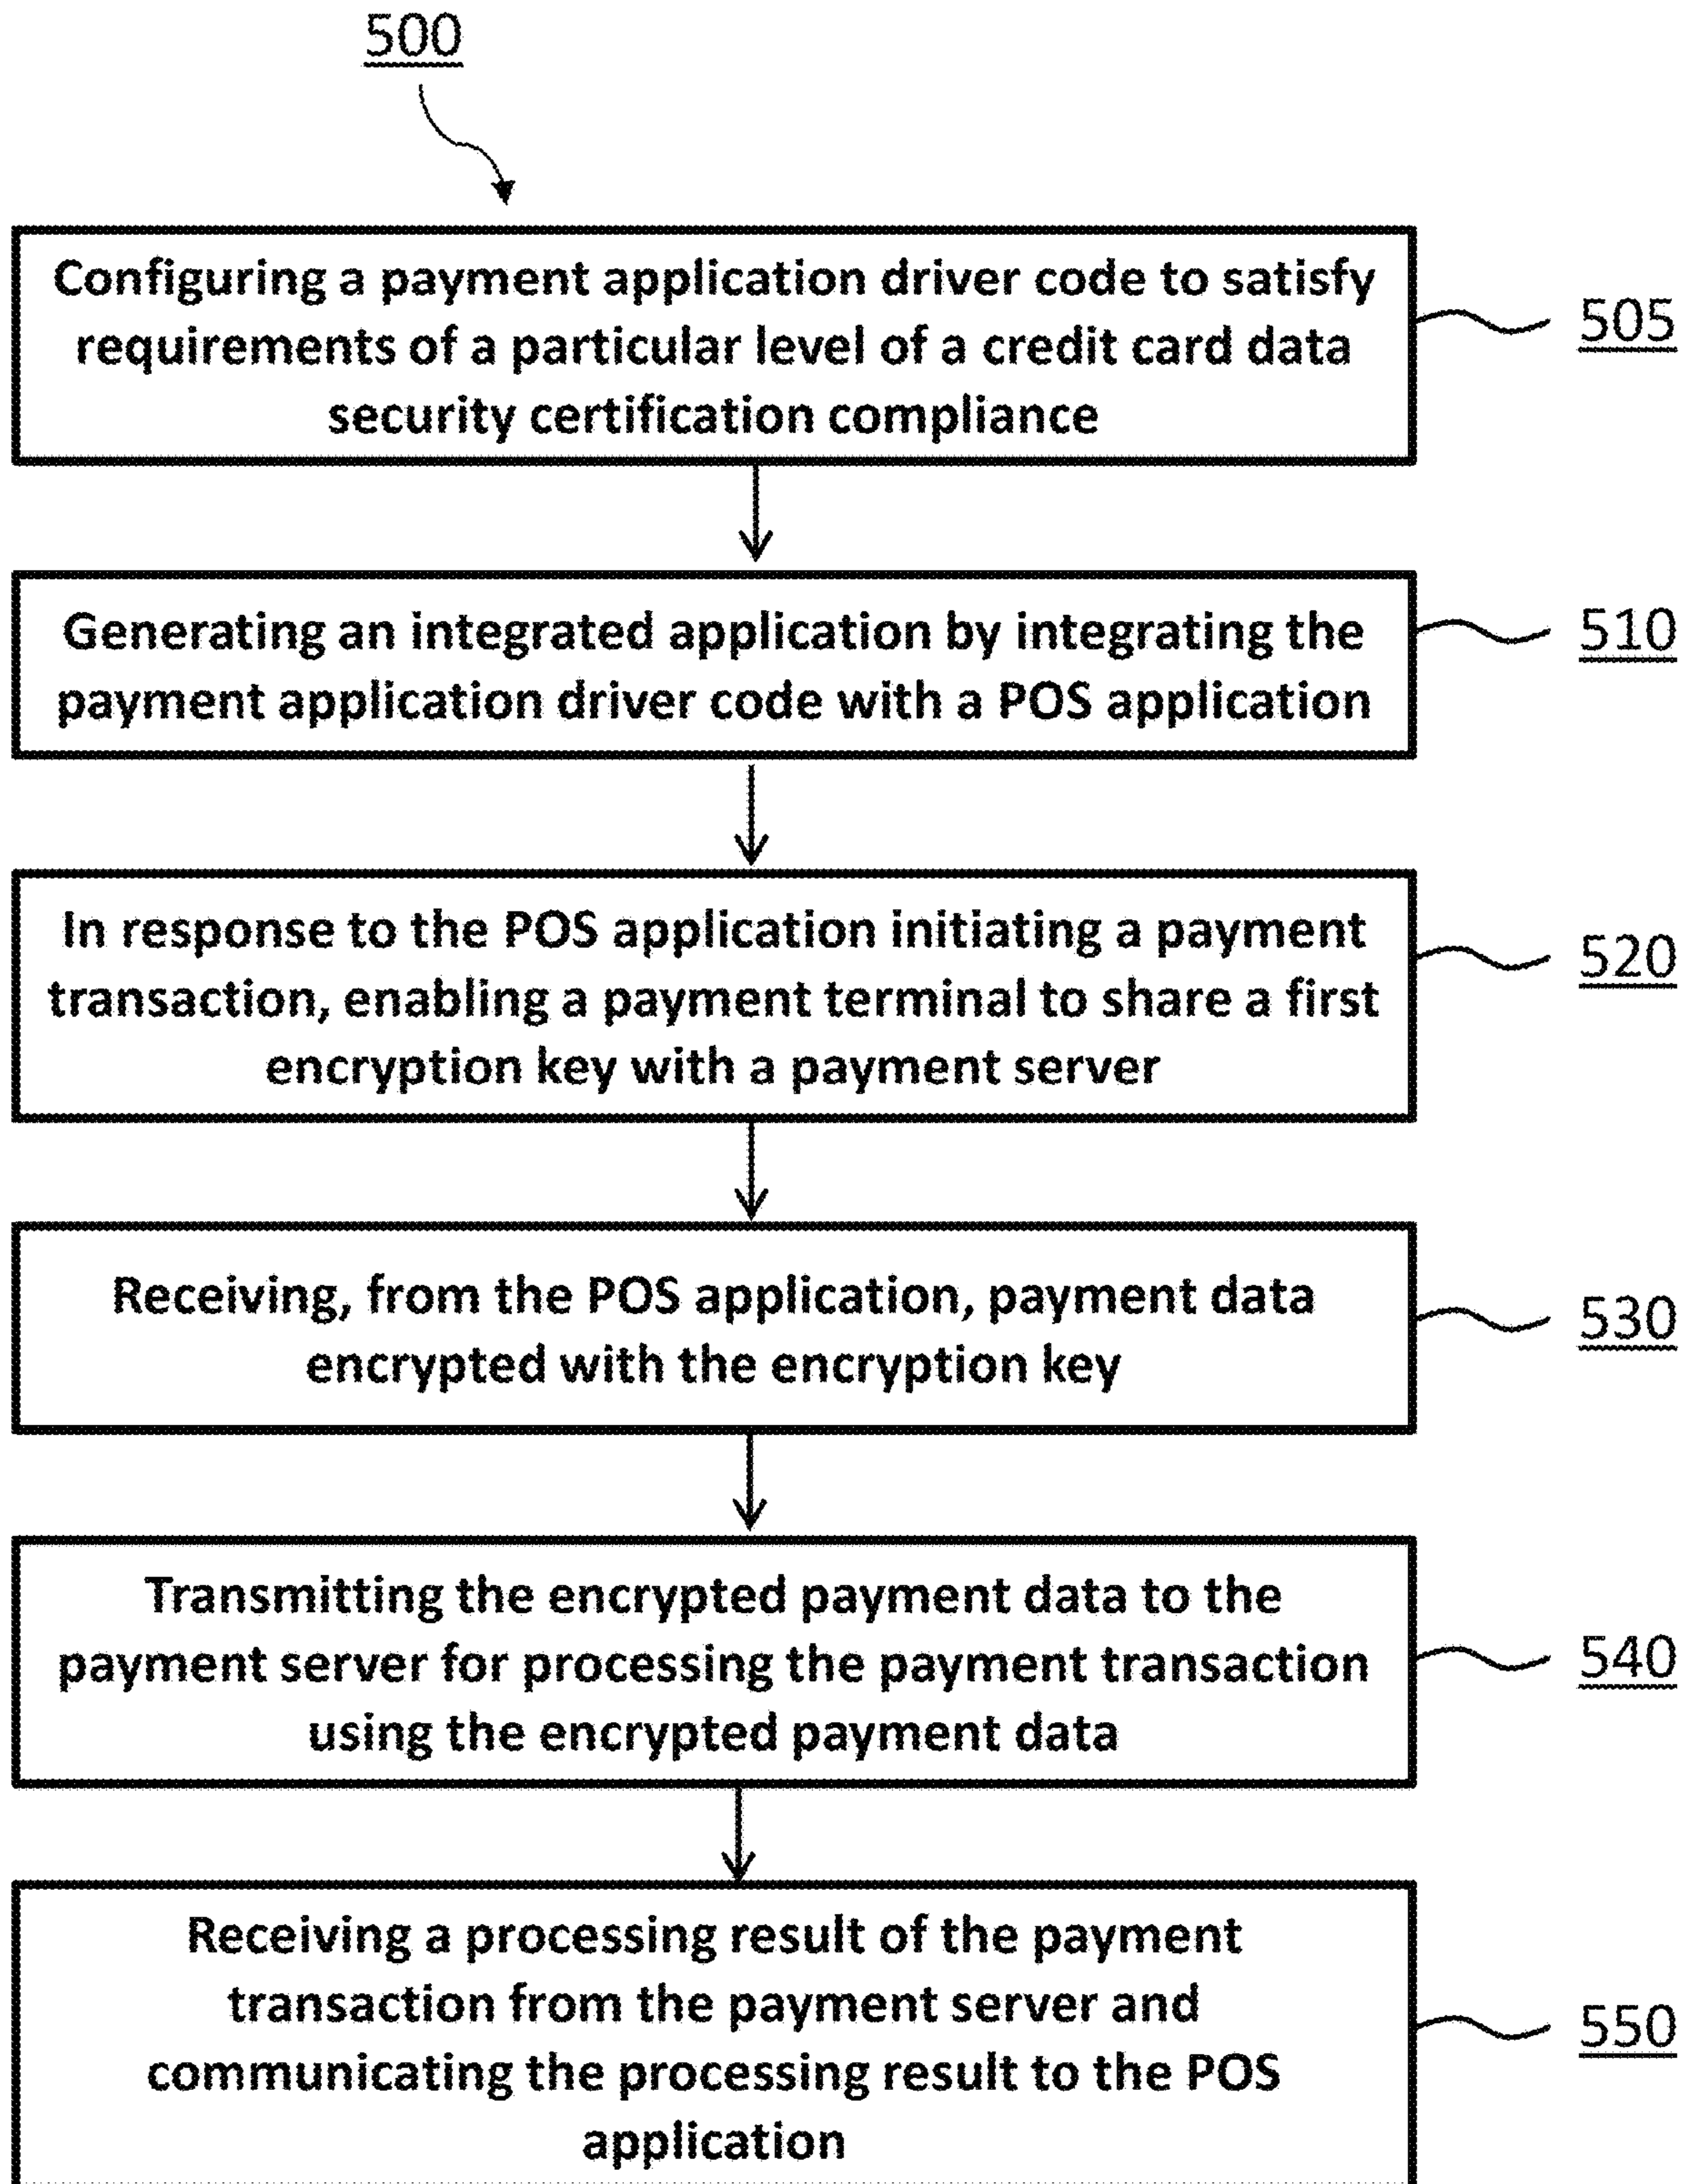 500
Configuring a payment application driver code to satisfy
requirements of a particular level of a credit card data
security certification compliance
505
Generating an integrated application by integrating the
payment application driver code with a POS application
510
In response to the POS application initiating a payment
transaction, enabling a payment terminal to share a first
encryption key with a payment server
520
Receiving, from the POS application, payment data
encrypted with the encryption key
530
Transmitting the encrypted payment data to the
payment server for processing the payment transaction
using the encrypted payment data
540
Receiving a processing result of the payment
transaction from the payment server and
communicating the processing result to the POS
application
550